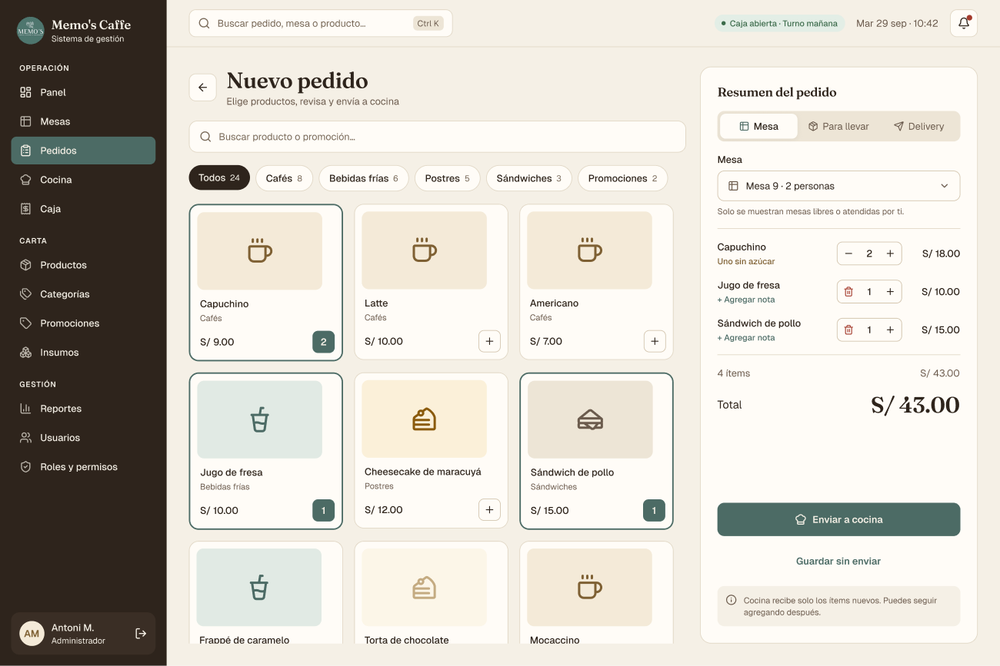 MEMO'S
Memo's Caffe
Sistema de gestión
OPERACIÓN
Panel
Mesas
Pedidos
Cocina
Caja
CARTA
Productos
Categorías
Promociones
Insumos
GESTIÓN
Reportes
Usuarios
Roles y permisos
AM
Antoni M.
Administrador
Buscar pedido, mesa o producto...
Ctrl K
Caja abierta · Turno mañana
Mar 29 sep · 10:42
Nuevo pedido
Elige productos, revisa y envía a cocina
Buscar producto o promoción...
Todos 24
Cafés 8
Bebidas frías 6
Postres 5
Sándwiches 3
Promociones 2
Capuchino
Cafés
S/ 9.00
2
Latte
Cafés
S/ 10.00
+
Americano
Cafés
S/ 7.00
+
Jugo de fresa
Bebidas frías
S/ 10.00
1
Cheesecake de maracuyá
Postres
S/ 12.00
+
Sándwich de pollo
Sándwiches
S/ 15.00
1
Frappé de caramelo
Torta de chocolate
Mocaccino
Resumen del pedido
Mesa
Para llevar
Delivery
Mesa
Mesa 9 · 2 personas
Solo se muestran mesas libres o atendidas por ti.
Capuchino
Uno sin azúcar
− 2 +
S/ 18.00
Jugo de fresa
+ Agregar nota
1 +
S/ 10.00
Sándwich de pollo
+ Agregar nota
1 +
S/ 15.00
4 ítems
S/ 43.00
Total
S/ 43.00
Enviar a cocina
Guardar sin enviar
Cocina recibe solo los ítems nuevos. Puedes seguir
agregando después.